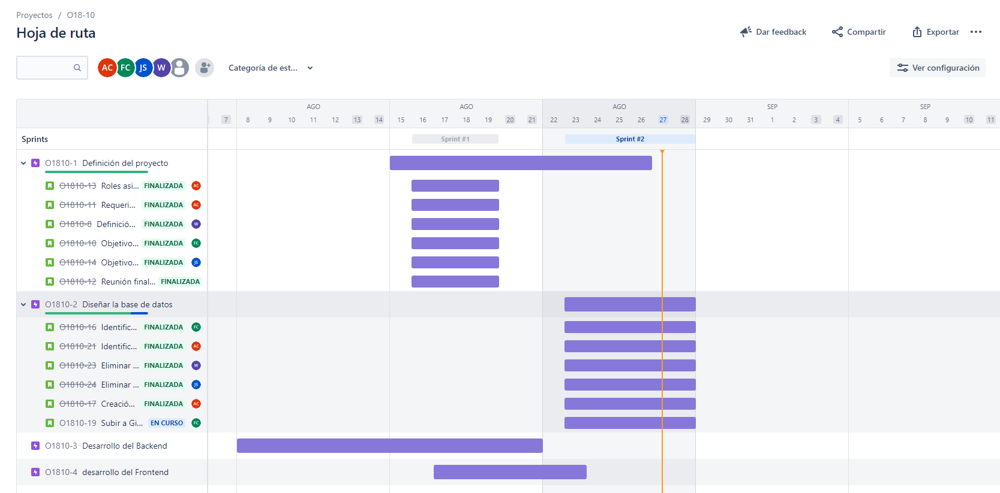 Proyectos / O18-10
Hoja de ruta
Dar feedback
Compartir
Exportar
AC FC JS W
Categoría de est...
Ver configuración
AGO AGO AGO SEP SEP
7 8 9 10 11 12 13 14 15 16 17 18 19 20 21 22 23 24 25 26 27 28 29 30 31 1 2 3 4 5 6 7 8 9 10 11
Sprints Sprint #1 Sprint #2
O1810-1 Definición del proyecto
O1810-13 Roles asi... FINALIZADA AC
O1810-11 Requeri... FINALIZADA AC
O1810-8 Definició... FINALIZADA W
O1810-10 Objetivo... FINALIZADA FC
O1810-14 Objetivo... FINALIZADA JS
O1810-12 Reunión final... FINALIZADA
O1810-2 Diseñar la base de datos
O1810-16 Identific... FINALIZADA FC
O1810-21 Identific... FINALIZADA AC
O1810-23 Eliminar ... FINALIZADA W
O1810-24 Eliminar ... FINALIZADA JS
O1810-17 Creació... FINALIZADA AC
O1810-19 Subir a Gi... EN CURSO FC
O1810-3 Desarrollo del Backend
O1810-4 desarrollo del Frontend